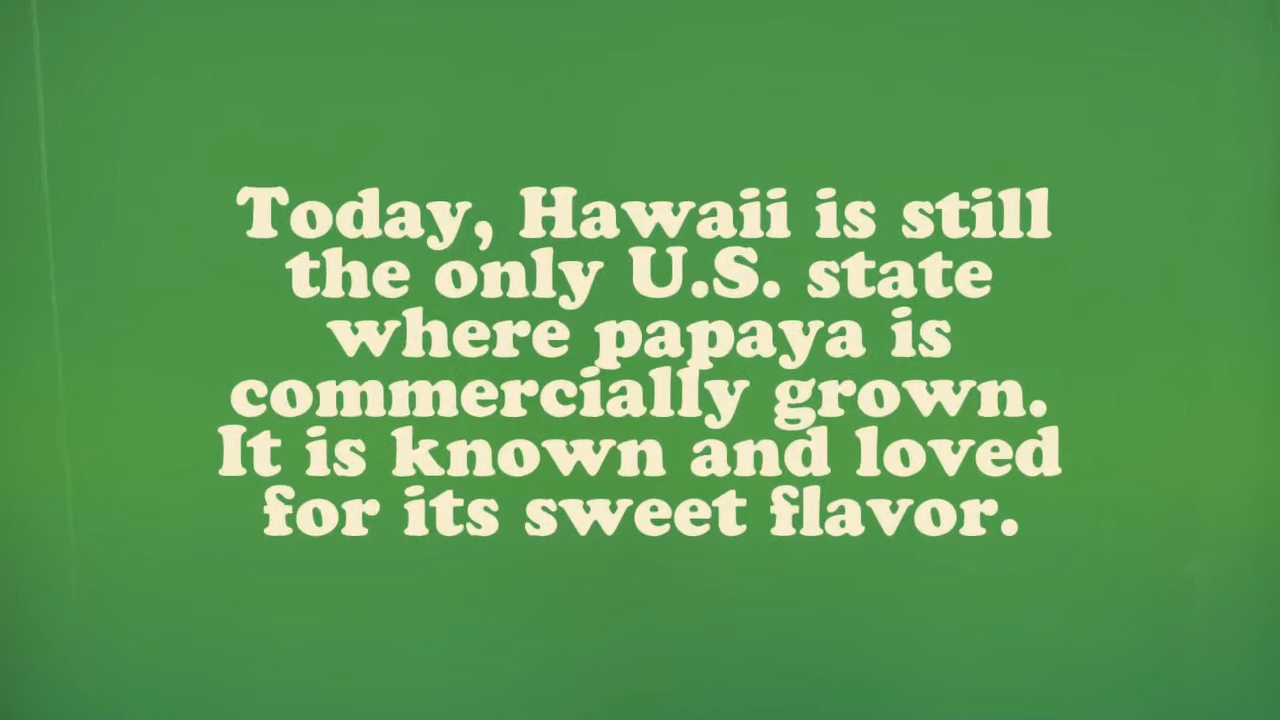 Today, Hawaii is still
the only U.S. state
where papaya is
commercially grown.
It is known and loved
for its sweet flavor.